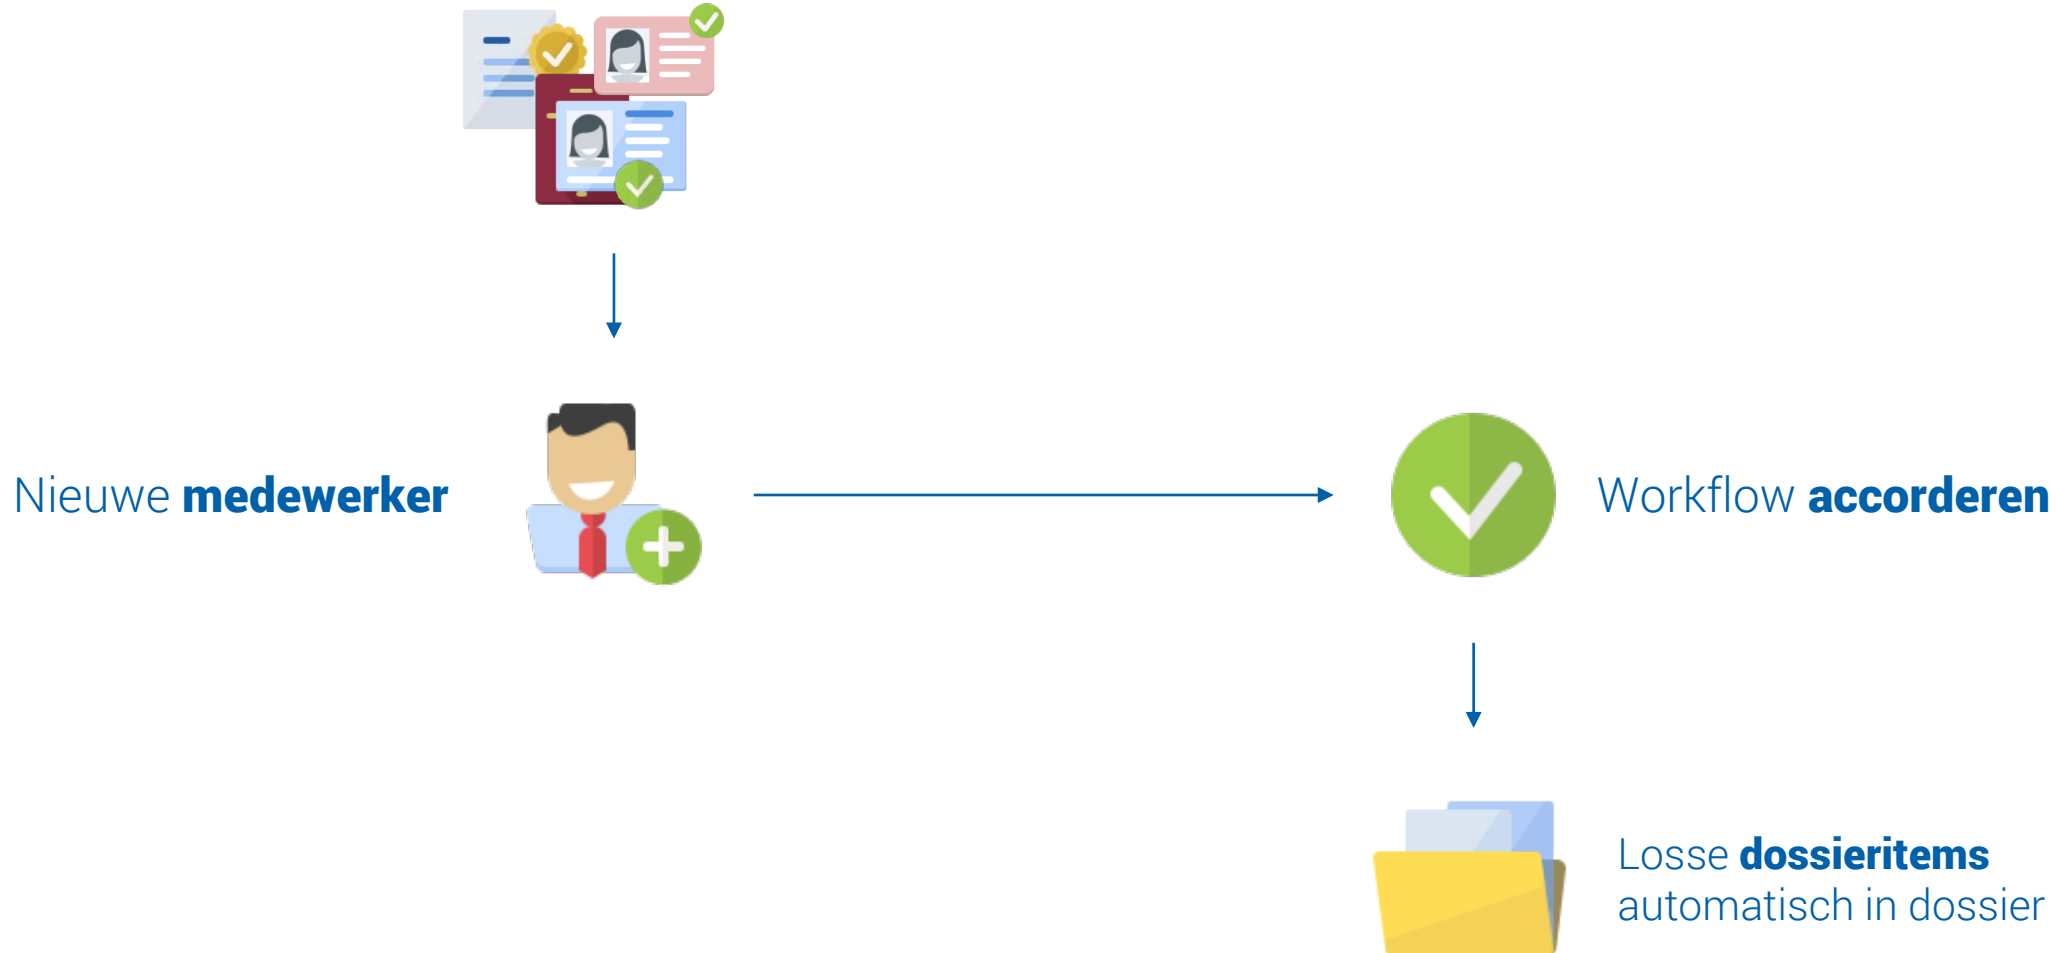 Nieuwe medewerker
Workflow accorderen
Losse dossieritems
automatisch in dossier